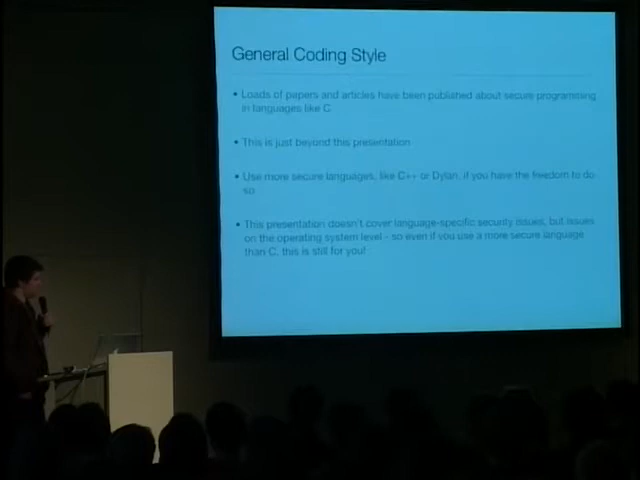 General Coding Style
• Loads of papers and articles have been published about secure programming
in languages like C
• This is just beyond this presentation
• Use more secure languages, like C++ or Dylan, if you have the freedom to do
so
• This presentation doesn't cover language-specific security issues, but issues
on the operating system level - so even if you use a more secure language
than C, this is still for you!